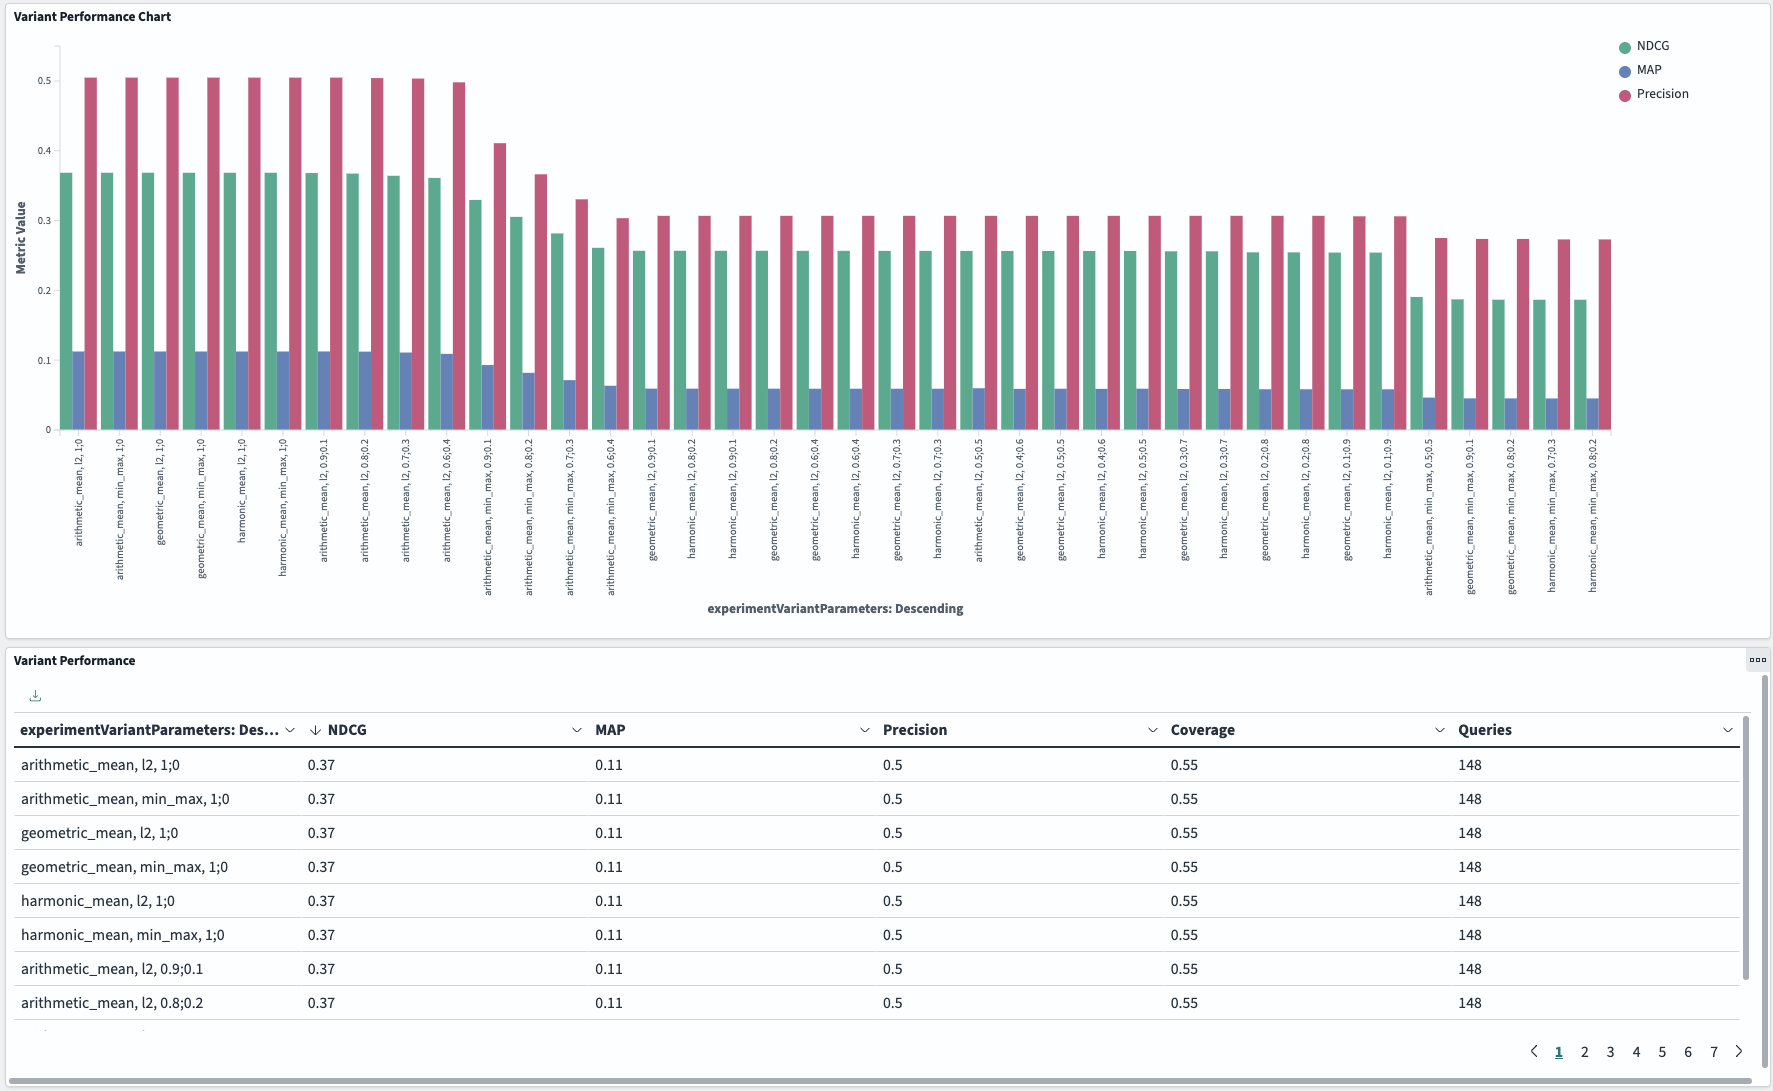 Variant Performance Chart
NDCG
MAP
Precision
Metric Value
0.5
0.4
0.3
0.2
0.1
0
arithmetic_mean, l2, 1;0
arithmetic_mean, min_max, 1;0
geometric_mean, l2, 1;0
geometric_mean, min_max, 1;0
harmonic_mean, l2, 1;0
harmonic_mean, min_max, 1;0
arithmetic_mean, l2, 0.9;0.1
arithmetic_mean, l2, 0.8;0.2
arithmetic_mean, l2, 0.7;0.3
arithmetic_mean, l2, 0.6;0.4
arithmetic_mean, min_max, 0.9;0.1
arithmetic_mean, min_max, 0.8;0.2
arithmetic_mean, min_max, 0.7;0.3
arithmetic_mean, min_max, 0.6;0.4
geometric_mean, l2, 0.9;0.1
harmonic_mean, l2, 0.8;0.2
harmonic_mean, l2, 0.9;0.1
geometric_mean, l2, 0.8;0.2
geometric_mean, l2, 0.6;0.4
harmonic_mean, l2, 0.6;0.4
geometric_mean, l2, 0.7;0.3
harmonic_mean, l2, 0.7;0.3
arithmetic_mean, l2, 0.5;0.5
geometric_mean, l2, 0.4;0.6
geometric_mean, l2, 0.5;0.5
harmonic_mean, l2, 0.4;0.6
harmonic_mean, l2, 0.5;0.5
geometric_mean, l2, 0.3;0.7
harmonic_mean, l2, 0.3;0.7
geometric_mean, l2, 0.2;0.8
harmonic_mean, l2, 0.2;0.8
geometric_mean, l2, 0.1;0.9
harmonic_mean, l2, 0.1;0.9
arithmetic_mean, min_max, 0.5;0.5
geometric_mean, min_max, 0.9;0.1
geometric_mean, min_max, 0.8;0.2
harmonic_mean, min_max, 0.7;0.3
harmonic_mean, min_max, 0.8;0.2
experimentVariantParameters: Descending
Variant Performance
experimentVariantParameters: Des... NDCG MAP Precision Coverage Queries
arithmetic_mean, l2, 1;0 0.37 0.11 0.5 0.55 148
arithmetic_mean, min_max, 1;0 0.37 0.11 0.5 0.55 148
geometric_mean, l2, 1;0 0.37 0.11 0.5 0.55 148
geometric_mean, min_max, 1;0 0.37 0.11 0.5 0.55 148
harmonic_mean, l2, 1;0 0.37 0.11 0.5 0.55 148
harmonic_mean, min_max, 1;0 0.37 0.11 0.5 0.55 148
arithmetic_mean, l2, 0.9;0.1 0.37 0.11 0.5 0.55 148
arithmetic_mean, l2, 0.8;0.2 0.37 0.11 0.5 0.55 148
1 2 3 4 5 6 7